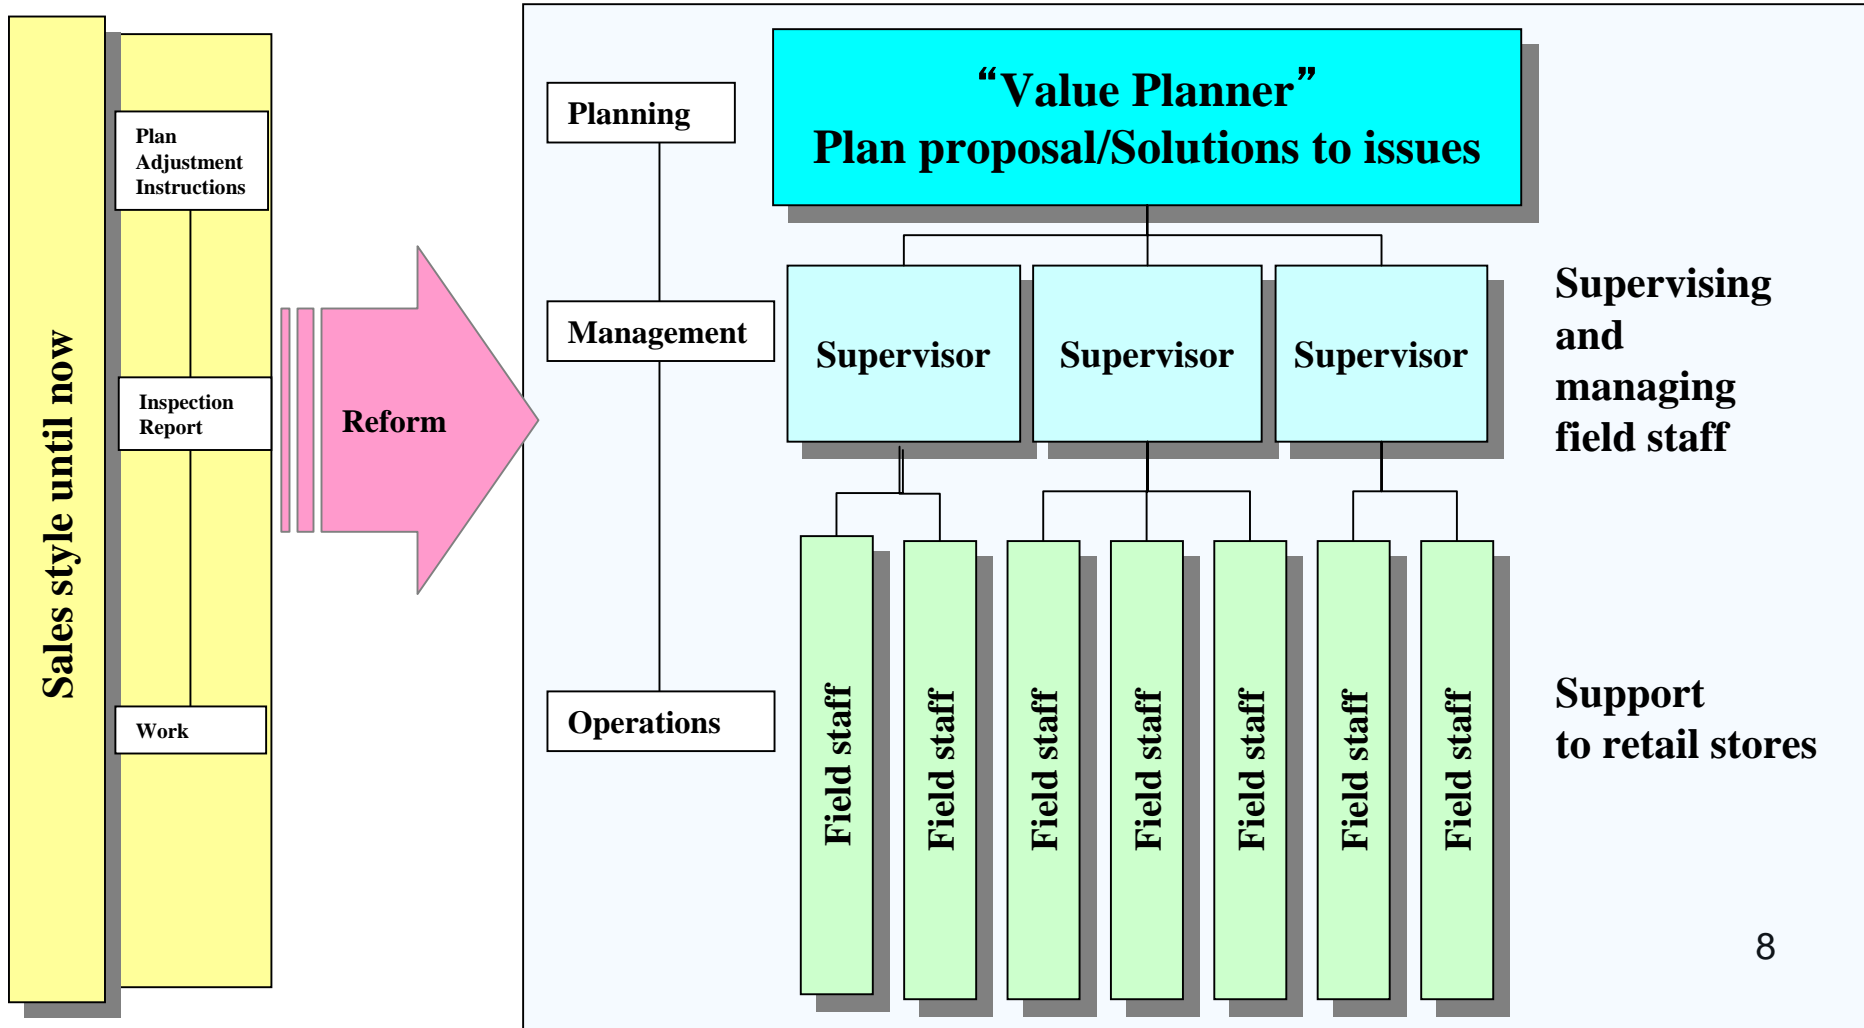 Sales style until now
Plan
Adjustment
Instructions
Inspection
Report
Work
Reform
Planning
Management
Operations
“Value Planner”
Plan proposal/Solutions to issues
Supervisor
Supervisor
Supervisor
Supervising
and
managing
field staff
Field staff
Field staff
Field staff
Field staff
Field staff
Field staff
Field staff
Support
to retail stores
8